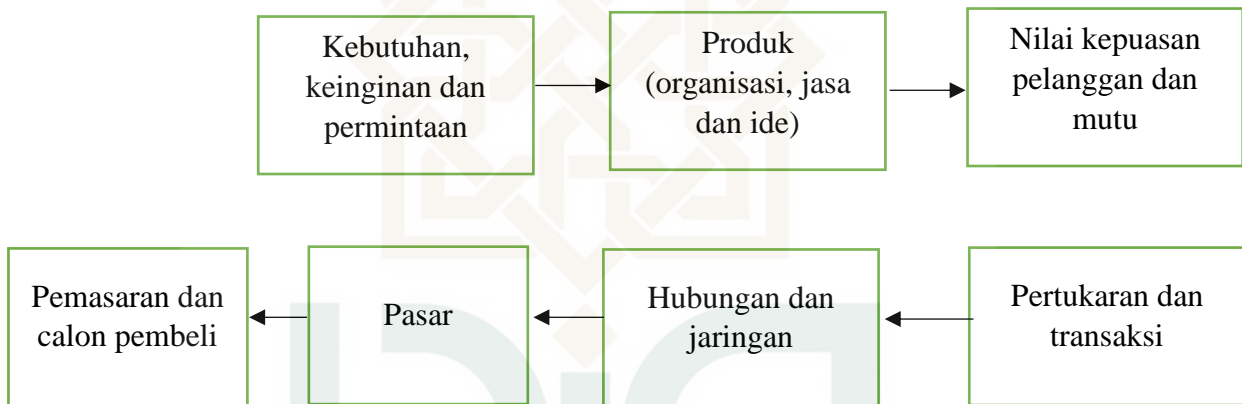 Kebutuhan,
keinginan dan
permintaan
Produk
(organisasi, jasa
dan ide)
Nilai kepuasan
pelanggan dan
mutu
Pertukaran dan
transaksi
Hubungan dan
jaringan
Pasar
Pemasaran dan
calon pembeli